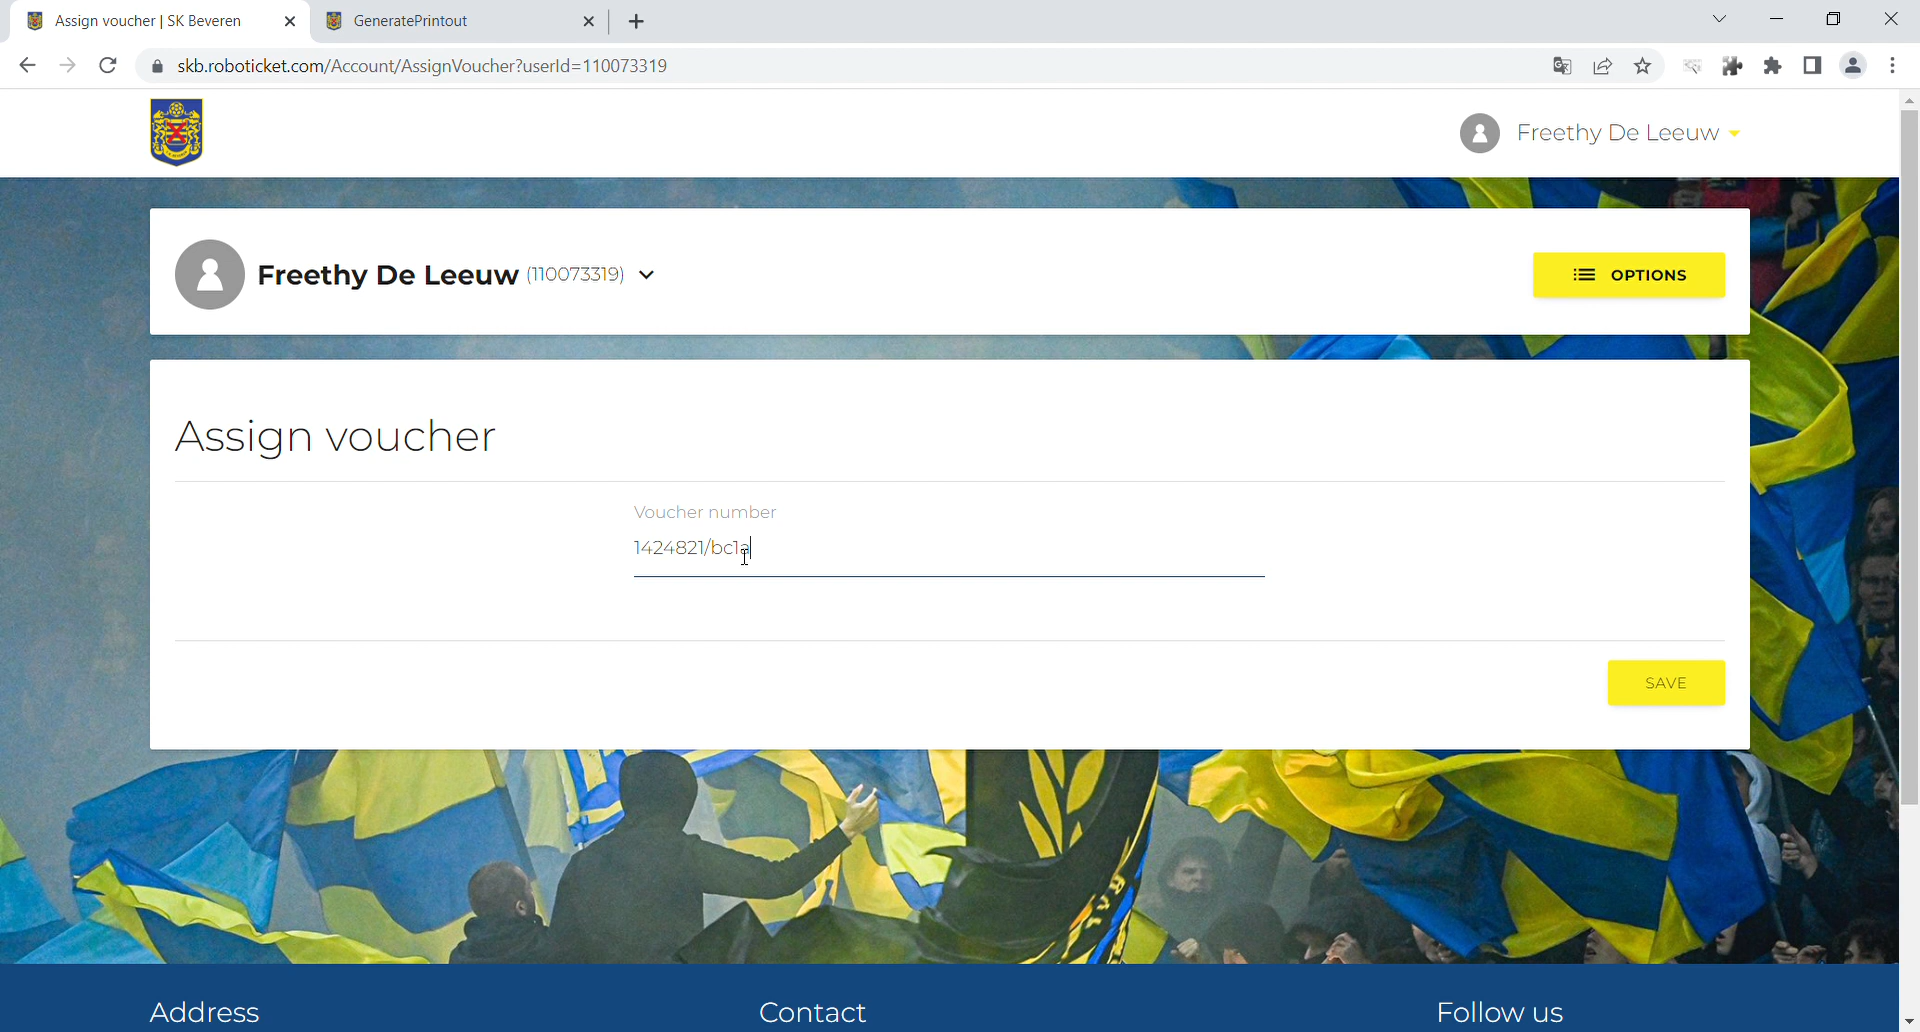 Assign voucher | SK Beveren
GeneratePrintout
skb.roboticket.com/Account/AssignVoucher?userId=110073319
Freethy De Leeuw
Freethy De Leeuw (110073319)
OPTIONS
Assign voucher
Voucher number
1424821/bc1a
SAVE
Address
Contact
Follow us